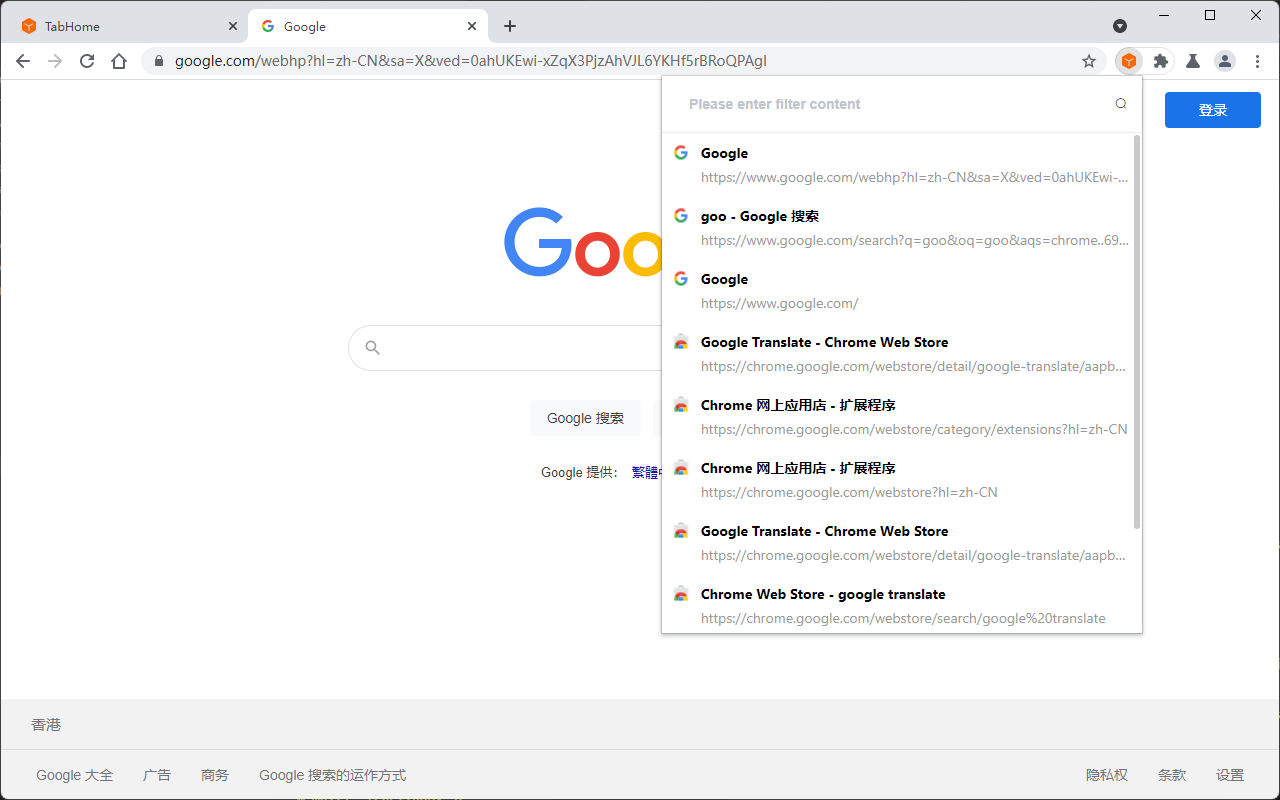 TabHome
Google
google.com/webhp?hl=zh-CN&sa=X&ved=0ahUKEwi-xZqX3PjzAhVJL6YKHf5rBRoQPAgI
Please enter filter content
登录
Google
https://www.google.com/webhp?hl=zh-CN&sa=X&ved=0ahUKEwi-...
goo - Google 搜索
https://www.google.com/search?q=goo&oq=goo&aqs=chrome..69...
Google
https://www.google.com/
Google Translate - Chrome Web Store
https://chrome.google.com/webstore/detail/google-translate/aapb...
Chrome 网上应用店 - 扩展程序
https://chrome.google.com/webstore/category/extensions?hl=zh-CN
Chrome 网上应用店 - 扩展程序
https://chrome.google.com/webstore?hl=zh-CN
Google Translate - Chrome Web Store
https://chrome.google.com/webstore/detail/google-translate/aapb...
Chrome Web Store - google translate
https://chrome.google.com/webstore/search/google%20translate
Goo
Google 搜索
Google 提供： 繁體
香港
Google 大全 广告 商务 Google 搜索的运作方式 隐私权 条款 设置